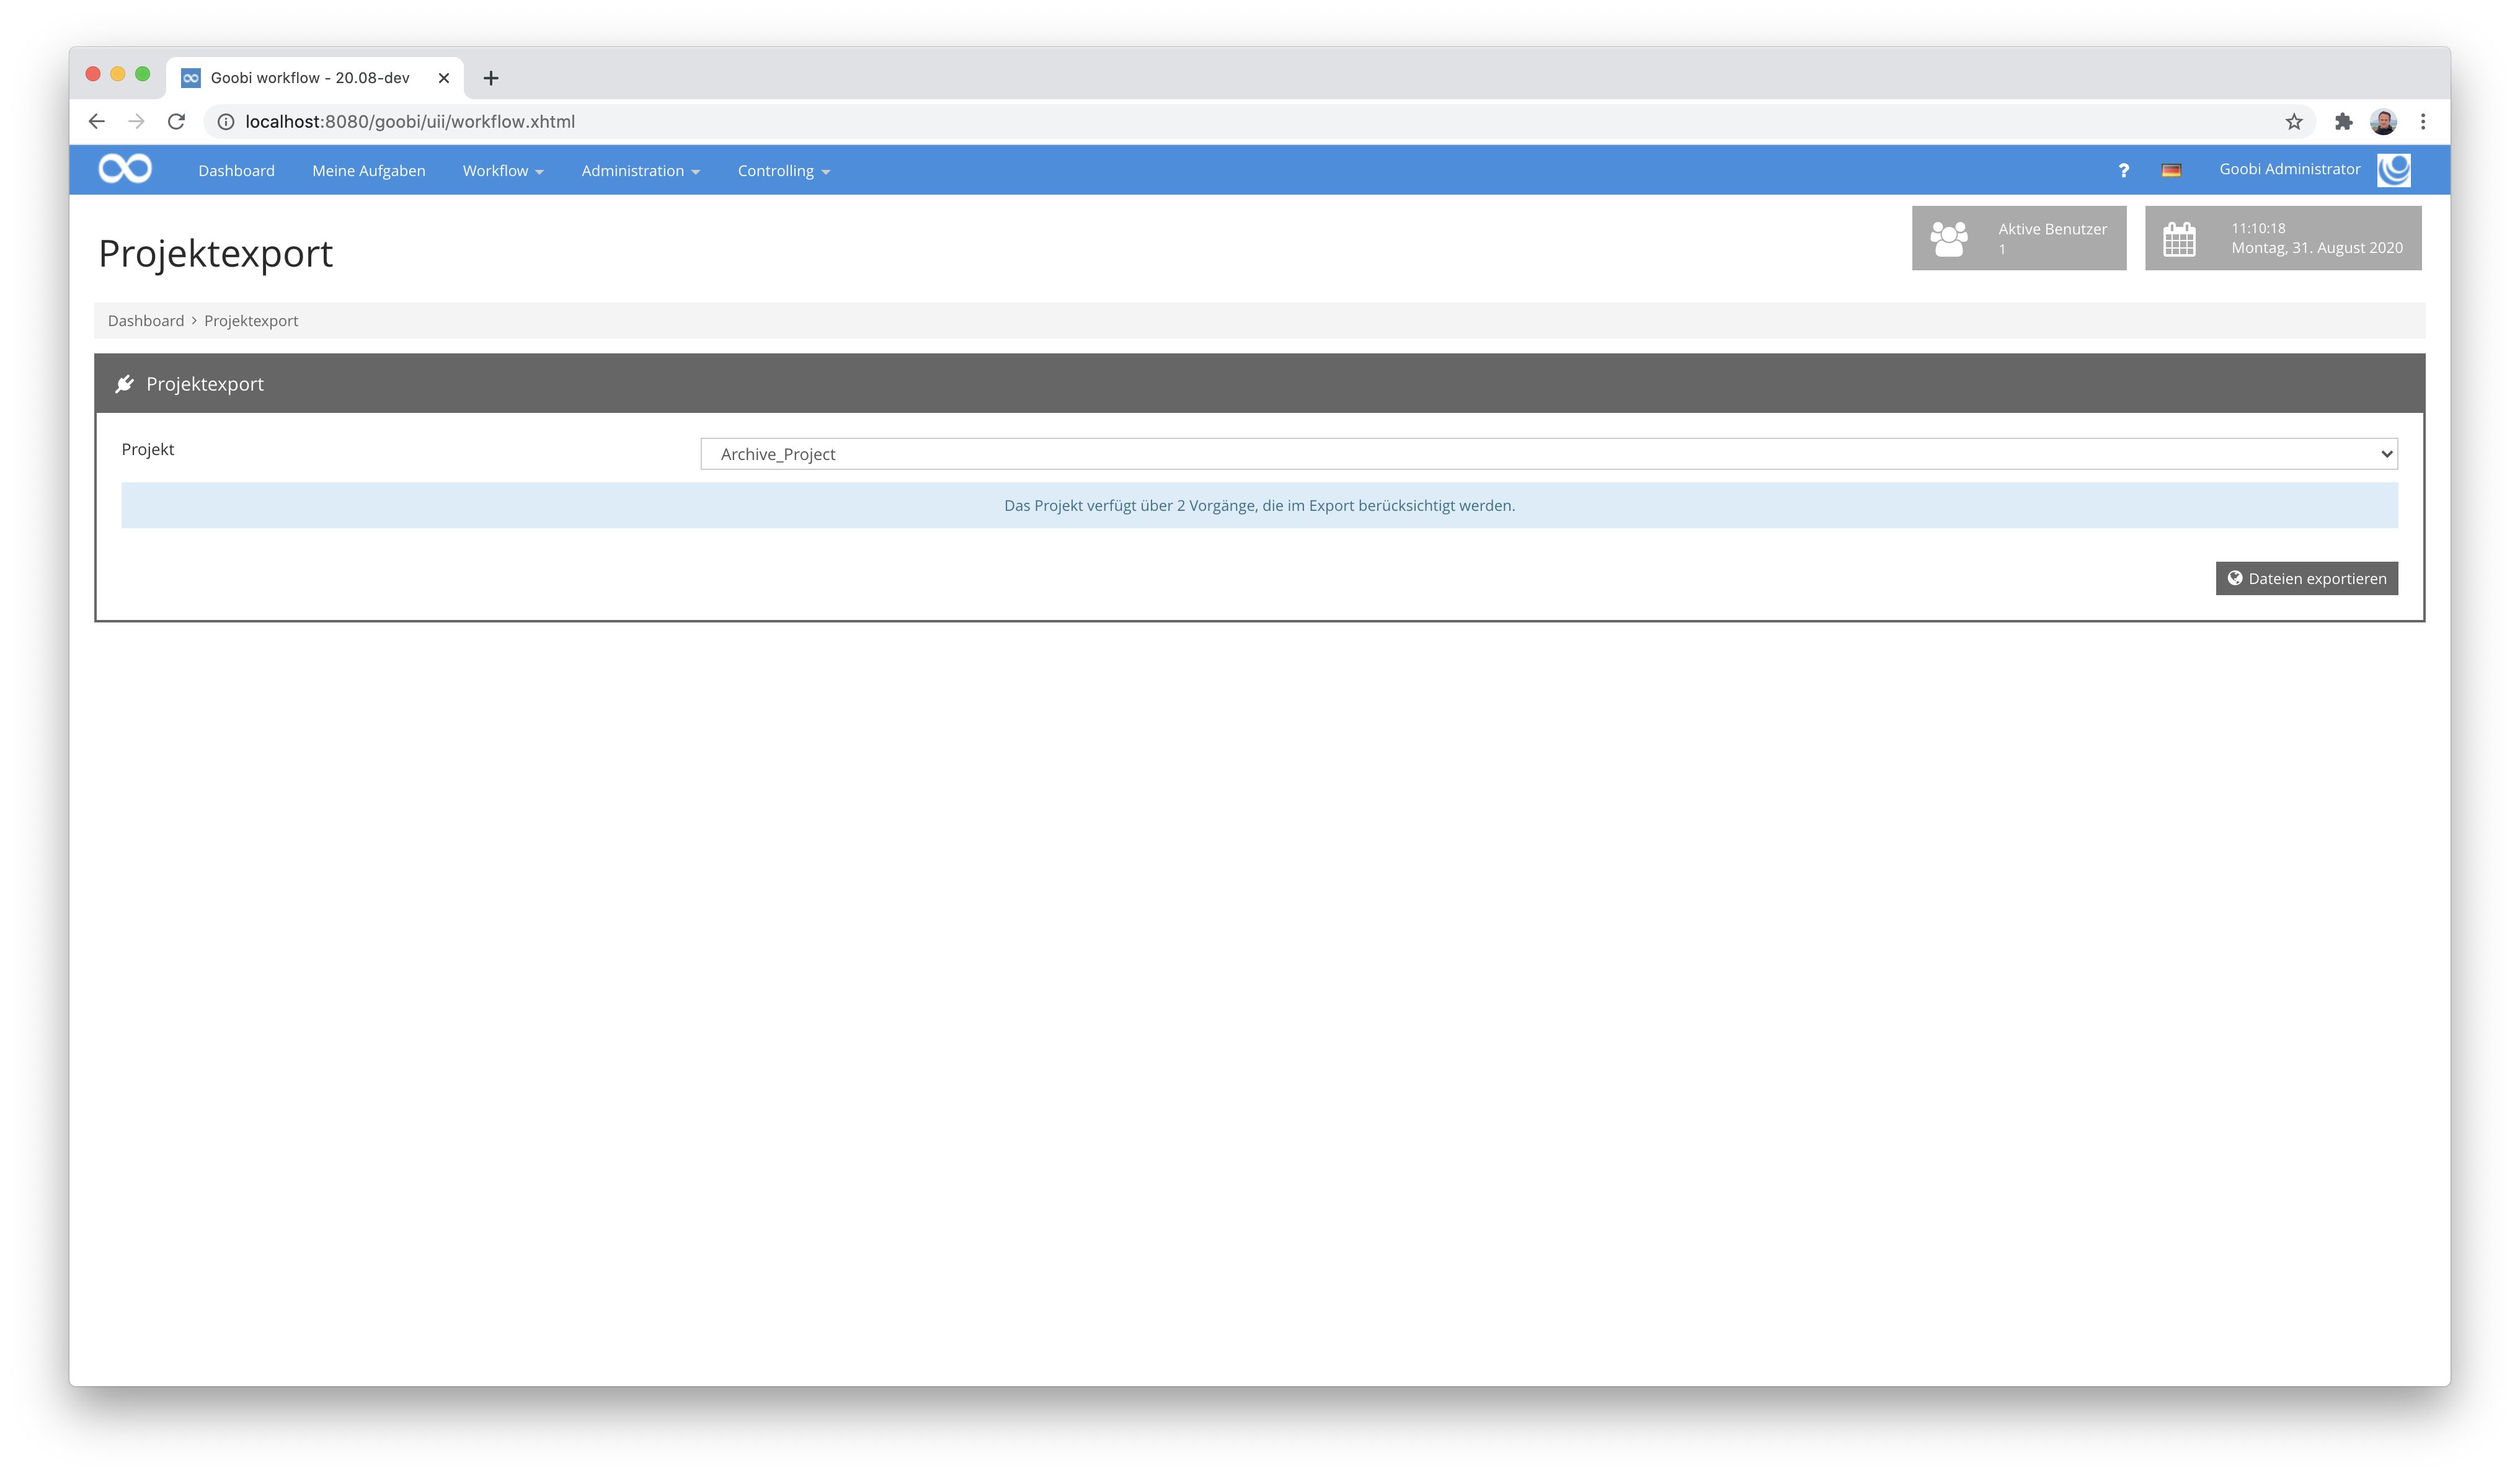 Goobi workflow - 20.08-dev
localhost:8080/goobi/uii/workflow.xhtml
Dashboard Meine Aufgaben Workflow Administration Controlling ? Goobi Administrator
Projektexport
Aktive Benutzer
1
11:10:18
Montag, 31. August 2020
Dashboard > Projektexport
Projektexport
Projekt
Archive_Project
Das Projekt verfügt über 2 Vorgänge, die im Export berücksichtigt werden.
Dateien exportieren